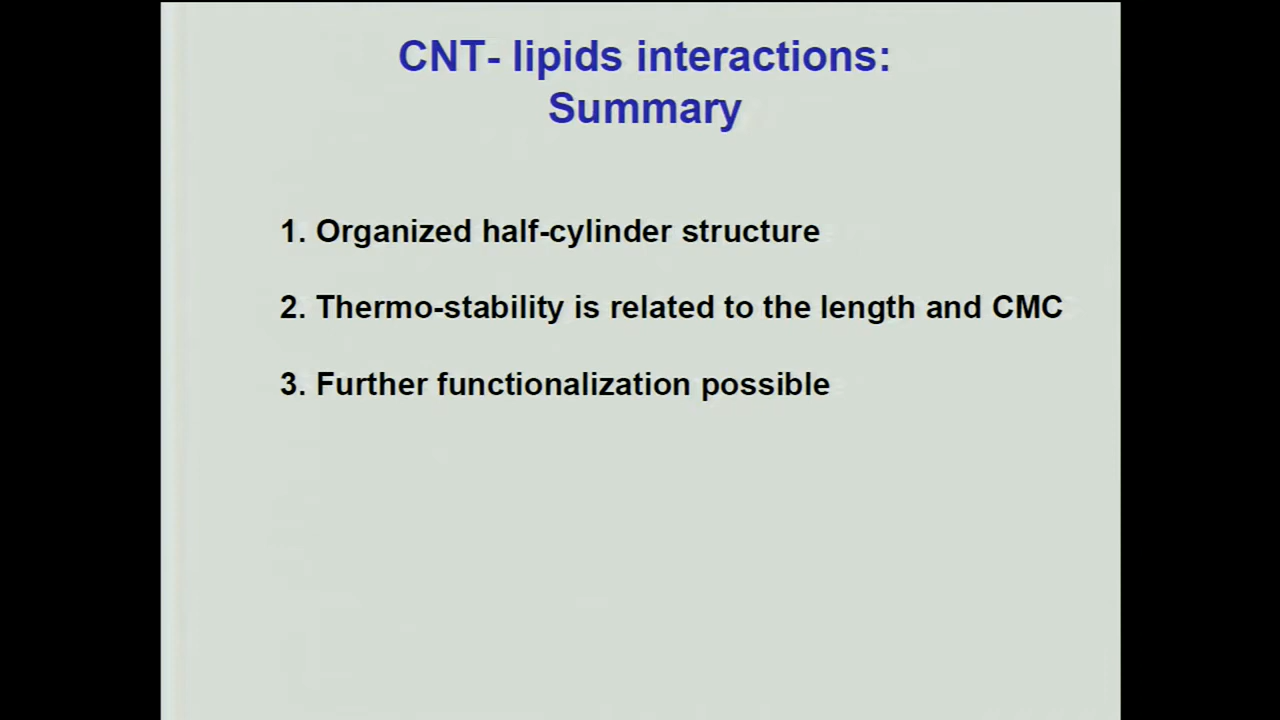 CNT- lipids interactions:
Summary
1. Organized half-cylinder structure
2. Thermo-stability is related to the length and CMC
3. Further functionalization possible